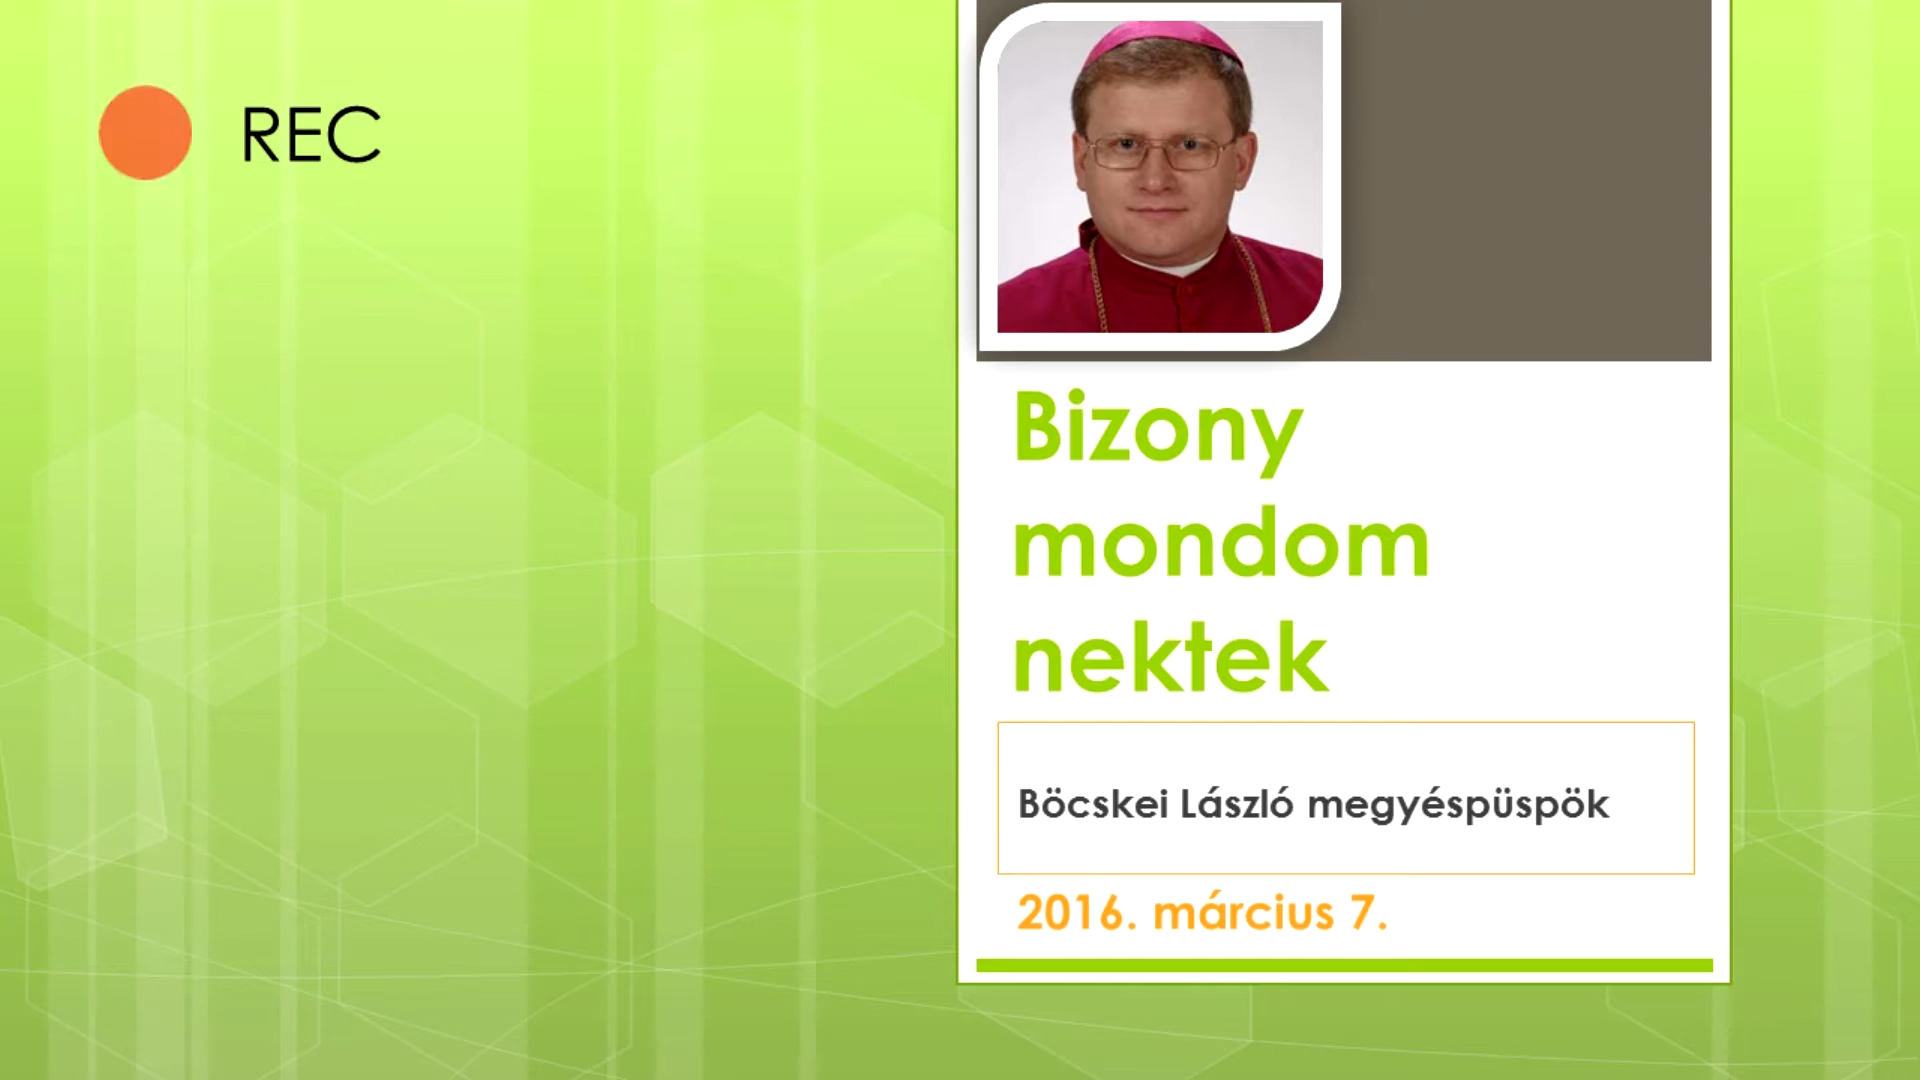 REC
Bizony
mondom
nektek
Böcskei László megyéspüspök
2016. március 7.